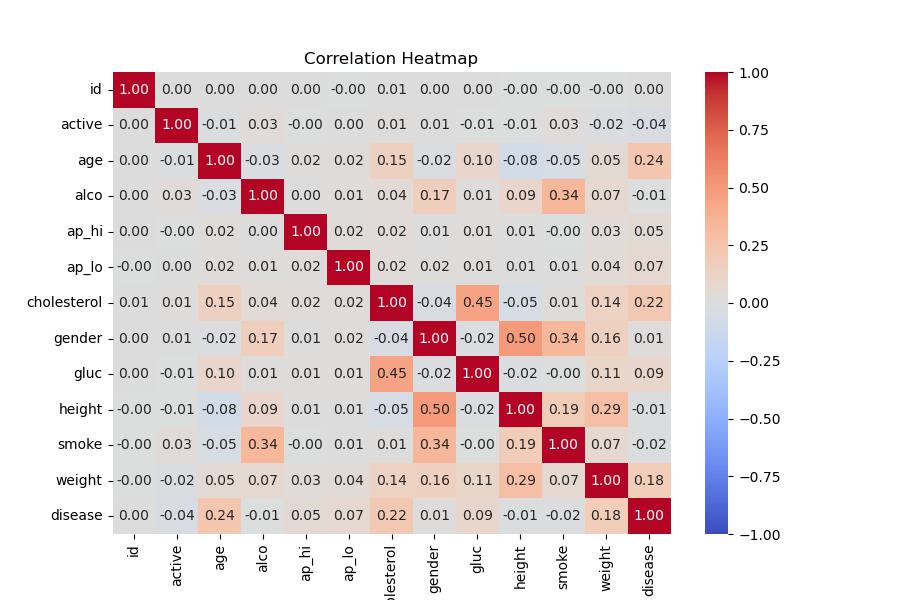 Correlation Heatmap
id 1.00 0.00 0.00 0.00 0.00 -0.00 0.01 0.00 0.00 -0.00 -0.00 -0.00 0.00
active 0.00 1.00 -0.01 0.03 -0.00 0.00 0.01 0.01 -0.01 -0.01 0.03 -0.02 -0.04
age 0.00 -0.01 1.00 -0.03 0.02 0.02 0.15 -0.02 0.10 -0.08 -0.05 0.05 0.24
alco 0.00 0.03 -0.03 1.00 0.00 0.01 0.04 0.17 0.01 0.09 0.34 0.07 -0.01
ap_hi 0.00 -0.00 0.02 0.00 1.00 0.02 0.02 0.01 0.01 0.01 -0.00 0.03 0.05
ap_lo -0.00 0.00 0.02 0.01 0.02 1.00 0.02 0.02 0.01 0.01 0.01 0.04 0.07
cholesterol 0.01 0.01 0.15 0.04 0.02 0.02 1.00 -0.04 0.45 -0.05 0.01 0.14 0.22
gender 0.00 0.01 -0.02 0.17 0.01 0.02 -0.04 1.00 -0.02 0.50 0.34 0.16 0.01
gluc 0.00 -0.01 0.10 0.01 0.01 0.01 0.45 -0.02 1.00 -0.02 -0.00 0.11 0.09
height -0.00 -0.01 -0.08 0.09 0.01 0.01 -0.05 0.50 -0.02 1.00 0.19 0.29 -0.01
smoke -0.00 0.03 -0.05 0.34 -0.00 0.01 0.01 0.34 -0.00 0.19 1.00 0.07 -0.02
weight -0.00 -0.02 0.05 0.07 0.03 0.04 0.14 0.16 0.11 0.29 0.07 1.00 0.18
disease 0.00 -0.04 0.24 -0.01 0.05 0.07 0.22 0.01 0.09 -0.01 -0.02 0.18 1.00
id active age alco ap_hi ap_lo olesterol gender gluc height smoke weight disease
1.00
0.75
0.50
0.25
0.00
-0.25
-0.50
-0.75
-1.00